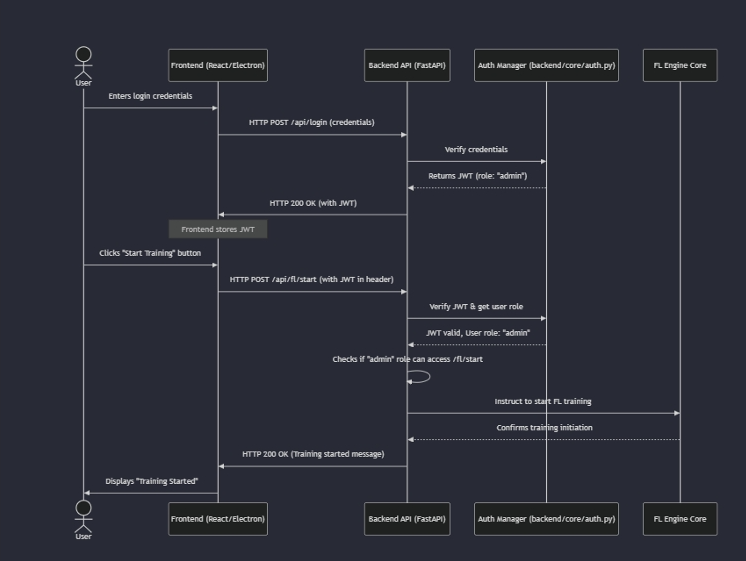 User
Frontend (React/Electron)
Backend API (FastAPI)
Auth Manager (backend/core/auth.py)
FL Engine Core
Enters login credentials
HTTP POST /api/login (credentials)
Verify credentials
Returns JWT (role: "admin")
HTTP 200 OK (with JWT)
Frontend stores JWT
Clicks "Start Training" button
HTTP POST /api/fl/start (with JWT in header)
Verify JWT & get user role
JWT valid, User role: "admin"
Checks if "admin" role can access /fl/start
Instruct to start FL training
Confirms training initiation
HTTP 200 OK (Training started message)
Displays "Training Started"
User
Frontend (React/Electron)
Backend API (FastAPI)
Auth Manager (backend/core/auth.py)
FL Engine Core